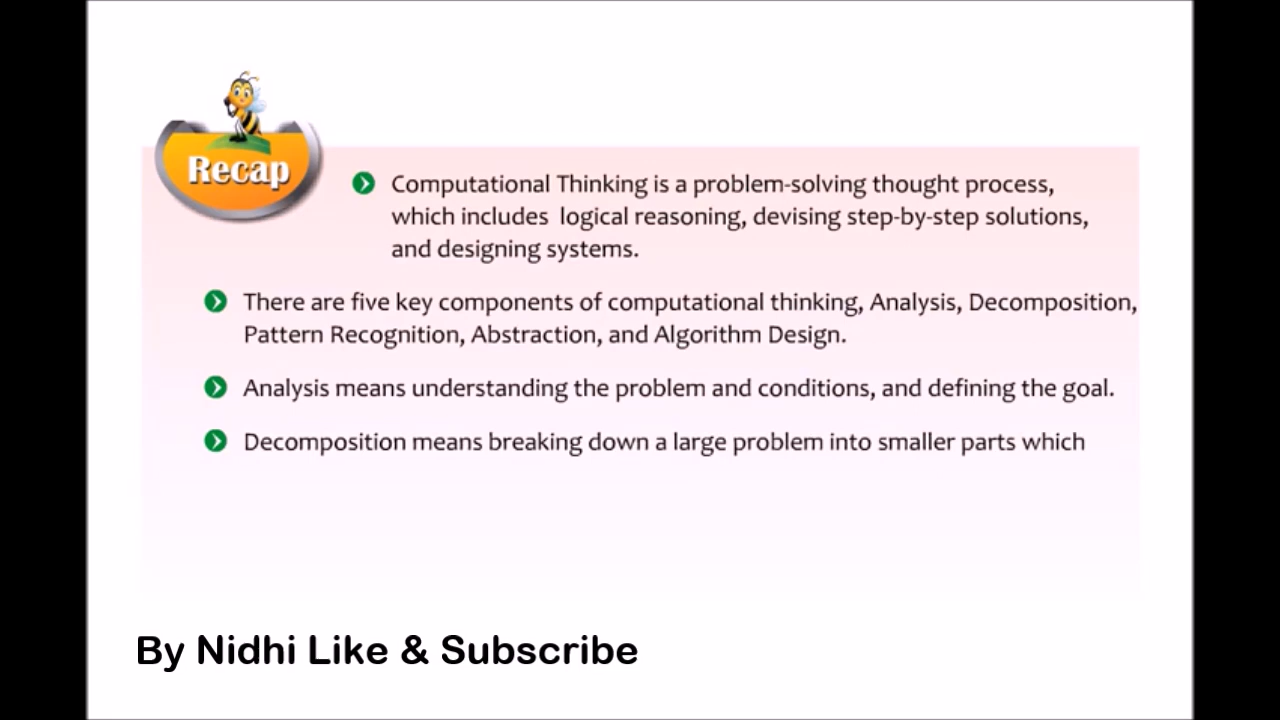 Recap
Computational Thinking is a problem-solving thought process,
which includes logical reasoning, devising step-by-step solutions,
and designing systems.
There are five key components of computational thinking, Analysis, Decomposition,
Pattern Recognition, Abstraction, and Algorithm Design.
Analysis means understanding the problem and conditions, and defining the goal.
Decomposition means breaking down a large problem into smaller parts which
By Nidhi Like & Subscribe